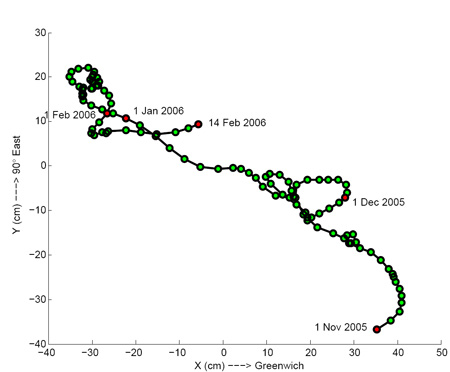 30
20
10
0
−10
−20
−30
−40
Y (cm) ---> 90° East
1 Feb 2006
1 Jan 2006
14 Feb 2006
1 Dec 2005
1 Nov 2005
−40 −30 −20 −10 0 10 20 30 40 50
X (cm) ---> Greenwich